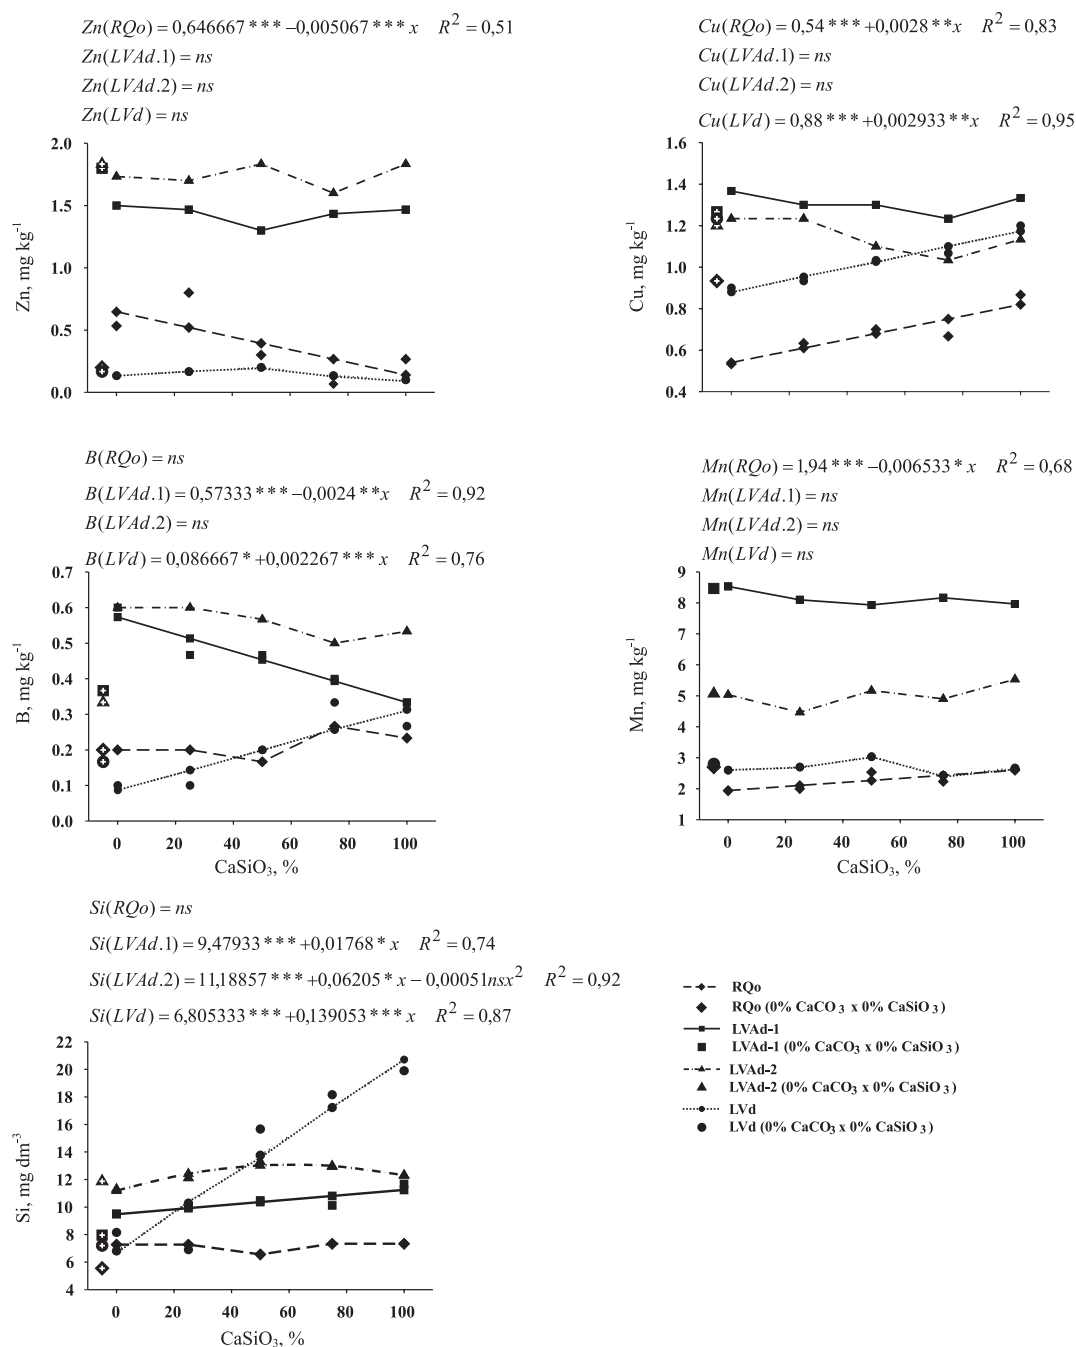 Zn(RQo) = 0,646667 *** −0,005067 *** x R² = 0,51
Zn(LVAd.1) = ns
Zn(LVAd.2) = ns
Zn(LVd) = ns
2.0
1.5
1.0
0.5
0.0
Zn, mg kg⁻¹
Cu(RQo) = 0,54 *** +0,0028 ** x R² = 0,83
Cu(LVAd.1) = ns
Cu(LVAd.2) = ns
Cu(LVd) = 0,88 *** +0,002933 ** x R² = 0,95
1.6
1.4
1.2
1.0
0.8
0.6
0.4
Cu, mg kg⁻¹
B(RQo) = ns
B(LVAd.1) = 0,57333 *** −0,0024 ** x R² = 0,92
B(LVAd.2) = ns
B(LVd) = 0,086667 * +0,002267 *** x R² = 0,76
0.7
0.6
0.5
0.4
0.3
0.2
0.1
0.0
B, mg kg⁻¹
0 20 40 60 80 100
CaSiO₃, %
Mn(RQo) = 1,94 *** −0,006533 * x R² = 0,68
Mn(LVAd.1) = ns
Mn(LVAd.2) = ns
Mn(LVd) = ns
9
8
7
6
5
4
3
2
1
Mn, mg kg⁻¹
0 20 40 60 80 100
CaSiO₃, %
Si(RQo) = ns
Si(LVAd.1) = 9,47933 *** +0,01768 * x R² = 0,74
Si(LVAd.2) = 11,18857 *** +0,06205 * x − 0,00051nsx² R² = 0,92
Si(LVd) = 6,805333 *** +0,139053 *** x R² = 0,87
22
20
18
16
14
12
10
8
6
4
Si, mg dm⁻³
0 20 40 60 80 100
CaSiO₃, %
RQo
RQo (0% CaCO₃ x 0% CaSiO₃)
LVAd-1
LVAd-1 (0% CaCO₃ x 0% CaSiO₃)
LVAd-2
LVAd-2 (0% CaCO₃ x 0% CaSiO₃)
LVd
LVd (0% CaCO₃ x 0% CaSiO₃)